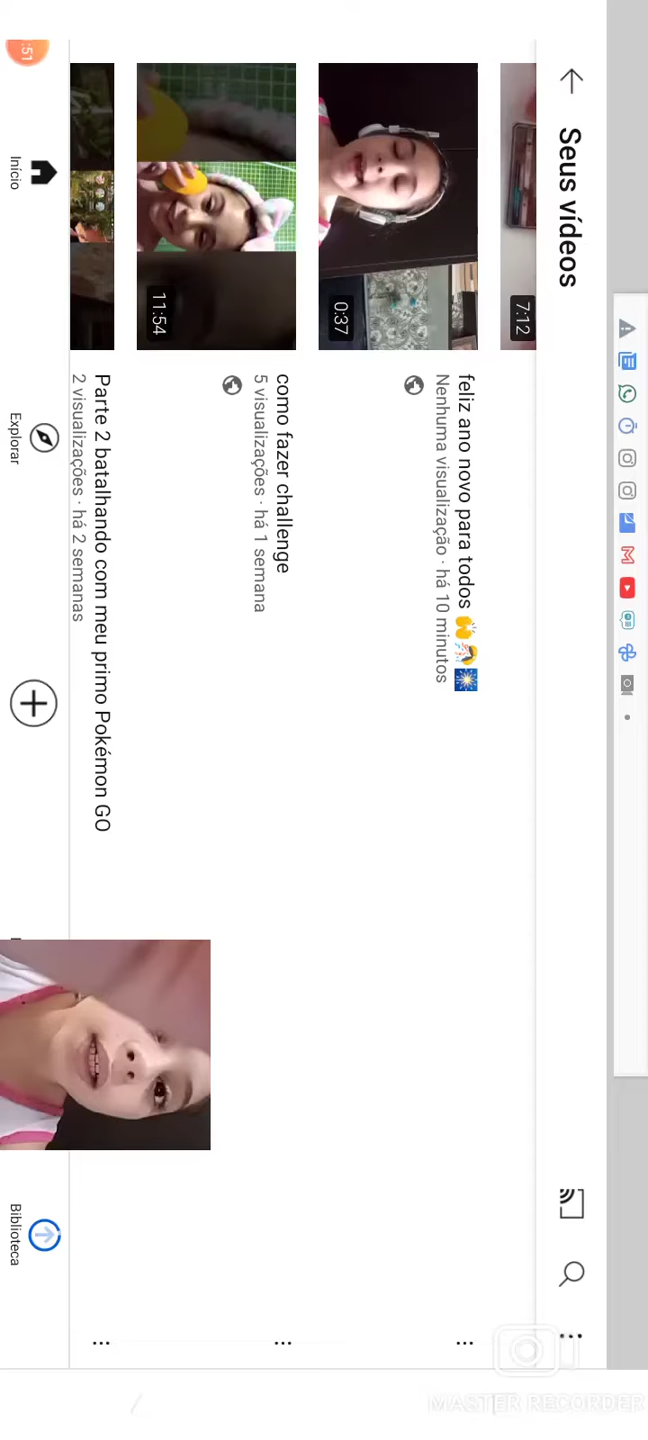 Seus vídeos
7:12
feliz ano novo para todos 🙌🥳🎆
Nenhuma visualização · há 10 minutos
0:37
como fazer challenge
5 visualizações · há 1 semana
11:54
Parte 2 batalhando com meu primo Pokémon GO
2 visualizações · há 2 semanas
:51
Início
Explorar
Biblioteca
MASTER RECORDER